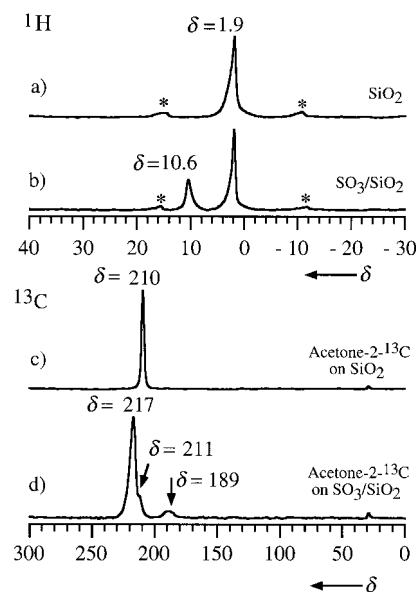 ¹H
δ=1.9
a)
*
*
SiO₂
δ=10.6
b)
*
*
SO₃/SiO₂
40 30 20 10 0 - 10 - 20 - 30
δ
¹³C
δ= 210
c)
Acetone-2-¹³C
on SiO₂
δ= 217
δ= 211
δ= 189
d)
Acetone-2-¹³C
on SO₃/SiO₂
300 250 200 150 100 50 0
δ